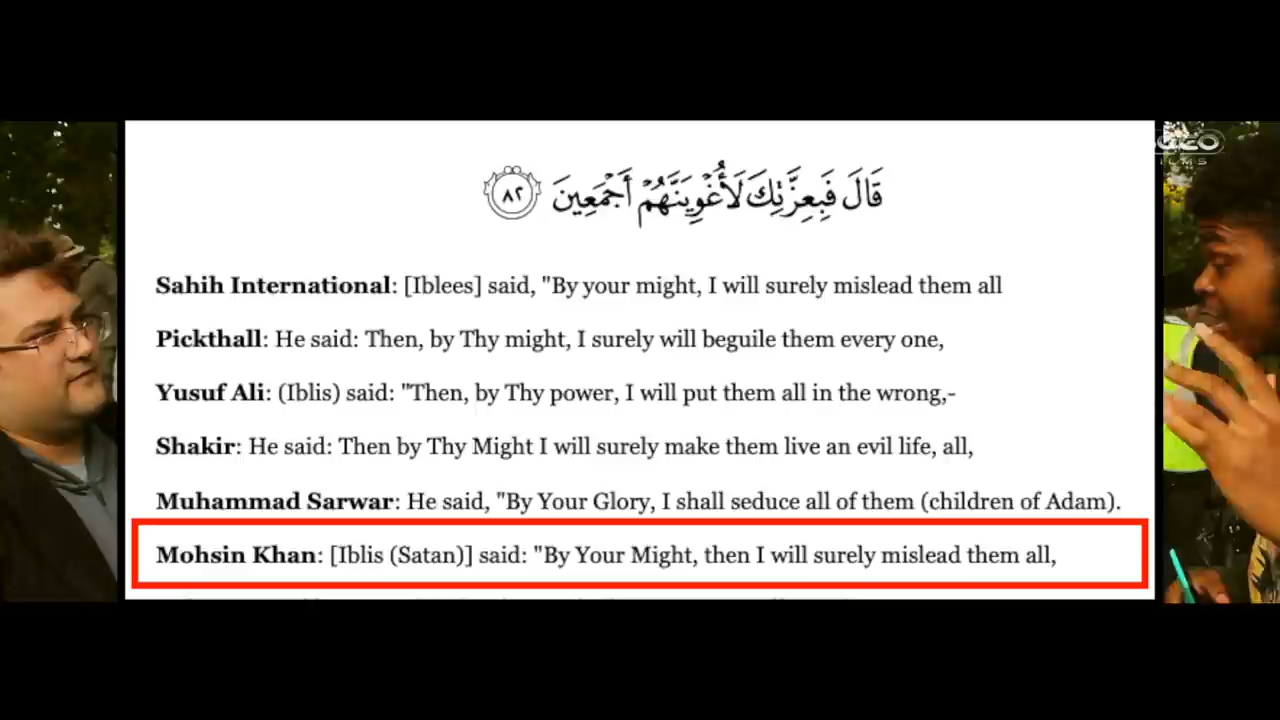 قَالَ فَبِعِزَّتِكَ لَأُغْوِيَنَّهُمْ أَجْمَعِينَ ٨٢
Sahih International: [Iblees] said, "By your might, I will surely mislead them all
Pickthall: He said: Then, by Thy might, I surely will beguile them every one,
Yusuf Ali: (Iblis) said: "Then, by Thy power, I will put them all in the wrong,-
Shakir: He said: Then by Thy Might I will surely make them live an evil life, all,
Muhammad Sarwar: He said, "By Your Glory, I shall seduce all of them (children of Adam).
Mohsin Khan: [Iblis (Satan)] said: "By Your Might, then I will surely mislead them all,